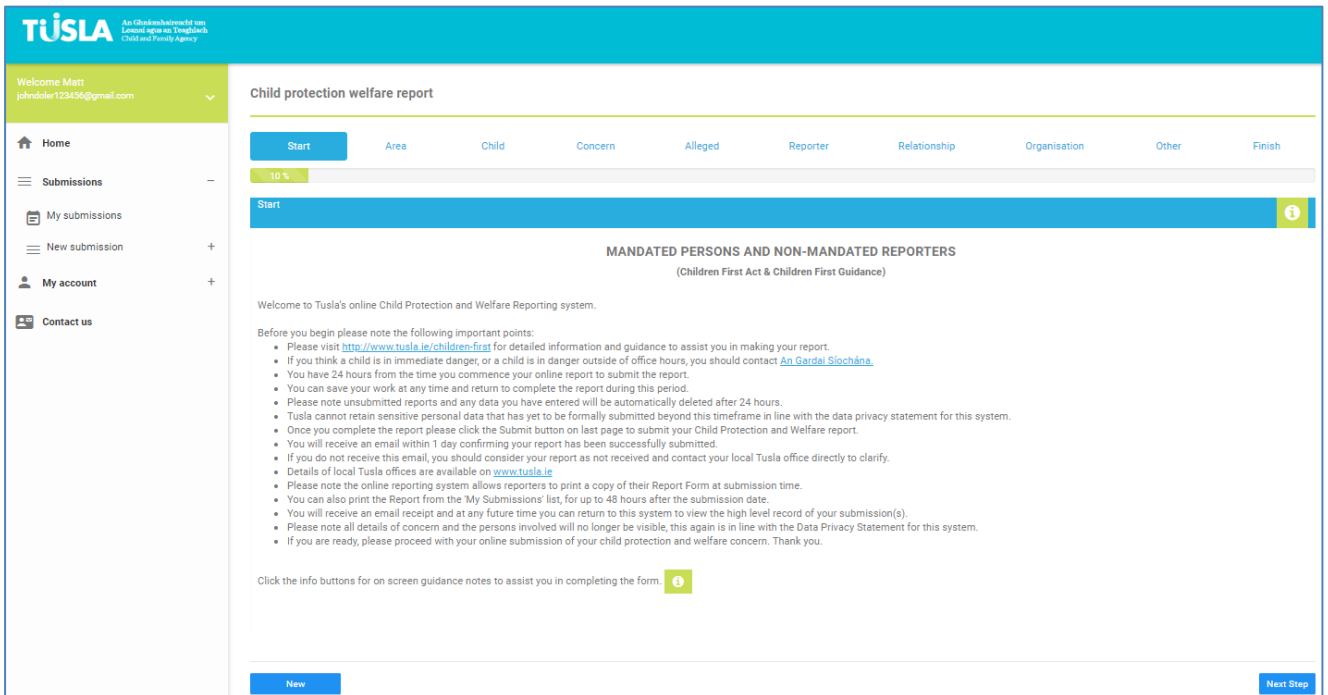 TUSLA
An Ghníomhaireacht um
Leanaí agus an Teaghlach
Child and Family Agency
Welcome Matt
johndoler123456@gmail.com
Home
Submissions
My submissions
New submission
My account
Contact us
Child protection welfare report
Start Area Child Concern Alleged Reporter Relationship Organisation Other Finish
10 %
Start
MANDATED PERSONS AND NON-MANDATED REPORTERS
(Children First Act & Children First Guidance)
Welcome to Tusla's online Child Protection and Welfare Reporting system.
Before you begin please note the following important points:
• Please visit http://www.tusla.ie/children-first for detailed information and guidance to assist you in making your report.
• If you think a child is in immediate danger, or a child is in danger outside of office hours, you should contact An Gardai Síochána.
• You have 24 hours from the time you commence your online report to submit the report.
• You can save your work at any time and return to complete the report during this period.
• Please note unsubmitted reports and any data you have entered will be automatically deleted after 24 hours.
• Tusla cannot retain sensitive personal data that has yet to be formally submitted beyond this timeframe in line with the data privacy statement for this system.
• Once you complete the report please click the Submit button on last page to submit your Child Protection and Welfare report.
• You will receive an email within 1 day confirming your report has been successfully submitted.
• If you do not receive this email, you should consider your report as not received and contact your local Tusla office directly to clarify.
• Details of local Tusla offices are available on www.tusla.ie
• Please note the online reporting system allows reporters to print a copy of their Report Form at submission time.
• You can also print the Report from the 'My Submissions' list, for up to 48 hours after the submission date.
• You will receive an email receipt and at any future time you can return to this system to view the high level record of your submission(s).
• Please note all details of concern and the persons involved will no longer be visible, this again is in line with the Data Privacy Statement for this system.
• If you are ready, please proceed with your online submission of your child protection and welfare concern. Thank you.
Click the info buttons for on screen guidance notes to assist you in completing the form.
New
Next Step